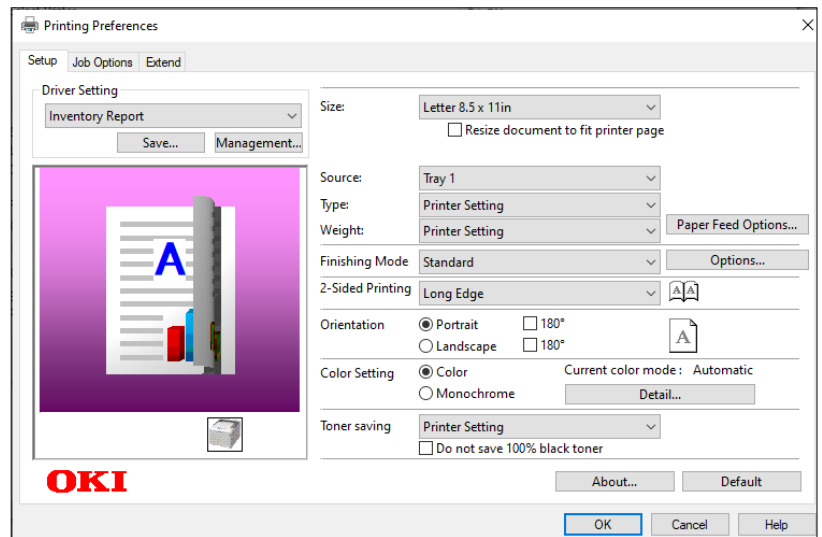 Printing Preferences
Setup Job Options Extend
Driver Setting
Inventory Report
Save... Management...
Size: Letter 8.5 x 11in
Resize document to fit printer page
Source: Tray 1
Type: Printer Setting
Weight: Printer Setting Paper Feed Options...
Finishing Mode Standard Options...
2-Sided Printing Long Edge AA
Orientation Portrait 180°
Landscape 180° A
Color Setting Color Current color mode : Automatic
Monochrome Detail...
Toner saving Printer Setting
Do not save 100% black toner
A
OKI
About... Default
OK Cancel Help